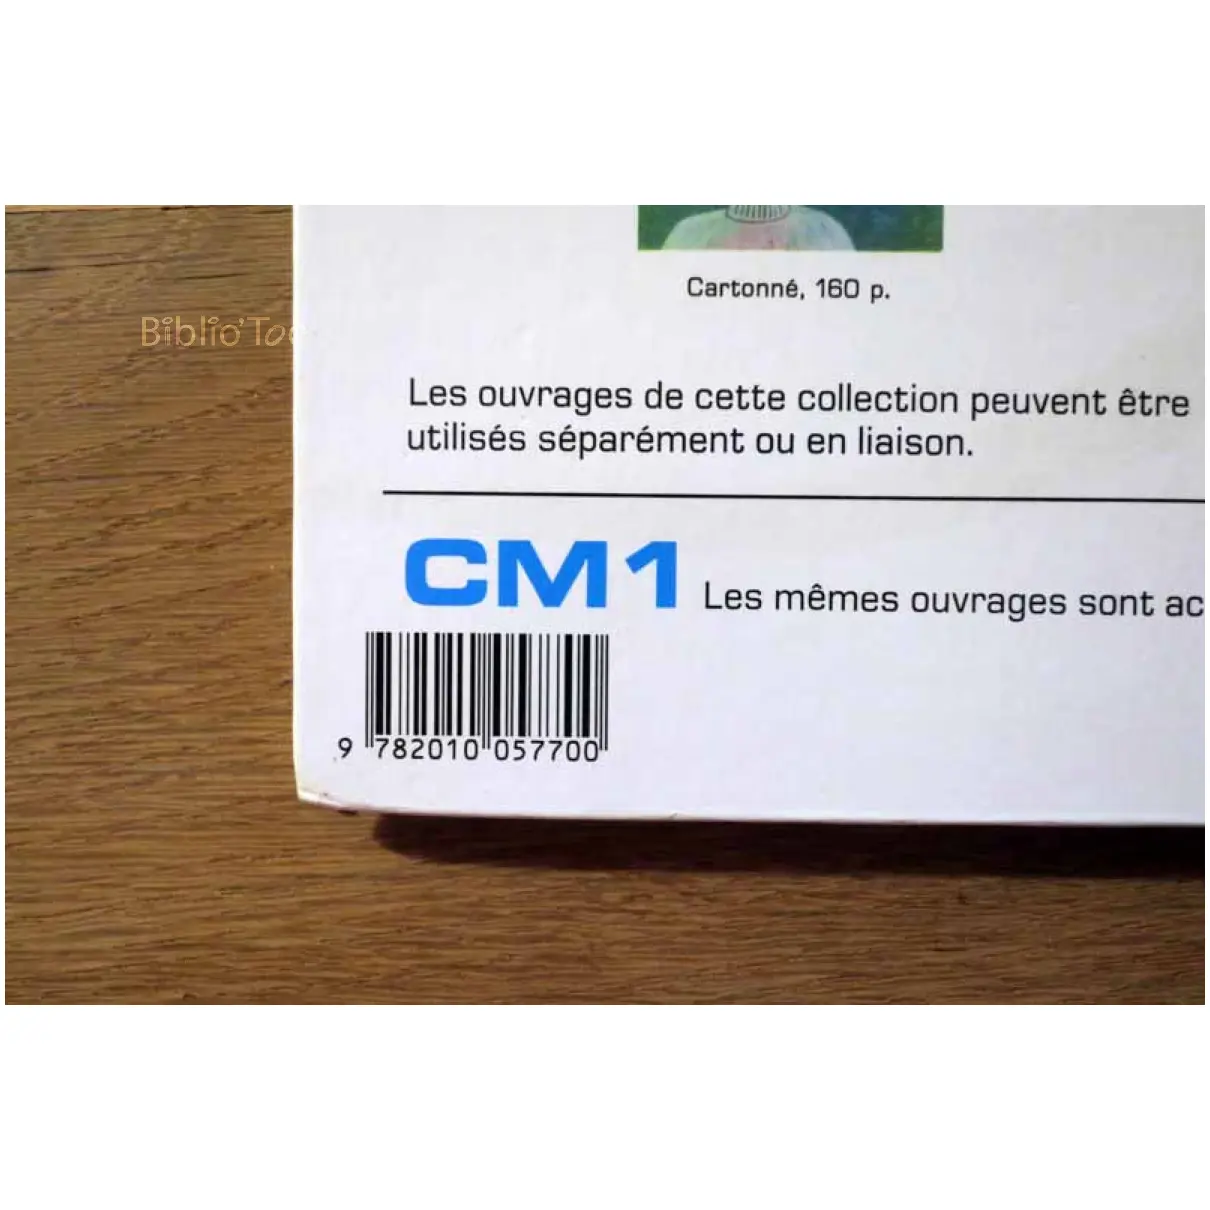 Cartonné, 160 p.
Biblio'Toc
Les ouvrages de cette collection peuvent être
utilisés séparément ou en liaison.
CM1 Les mêmes ouvrages sont ac
9 782010 057700